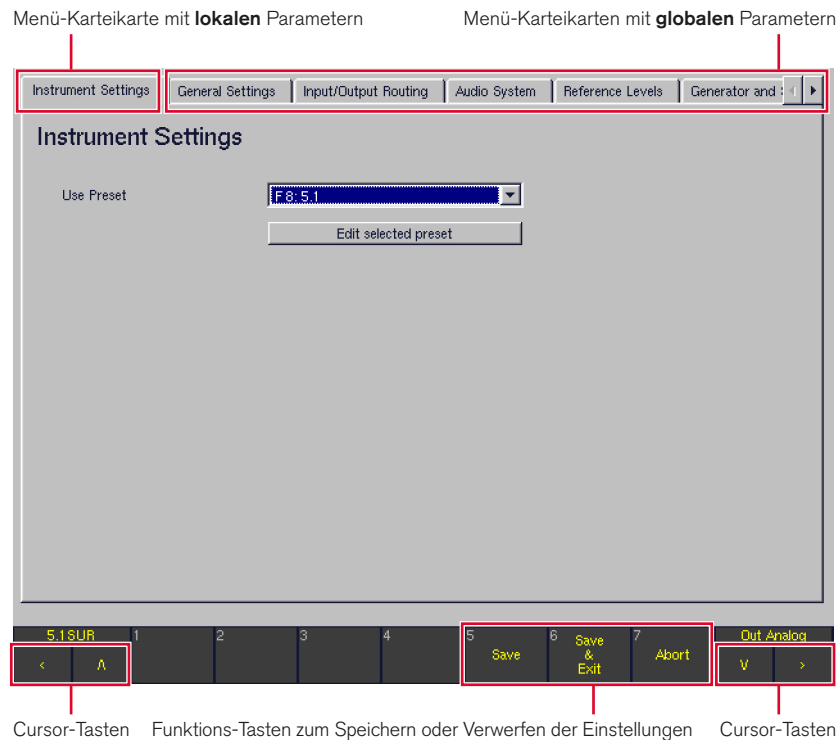 Menü-Karteikarte mit lokalen Parametern
Menü-Karteikarten mit globalen Parametern
Instrument Settings
General Settings
Input/Output Routing
Audio System
Reference Levels
Generator and
Instrument Settings
Use Preset
F8: 5.1
Edit selected preset
5.1SUR
1
2
3
4
5
Save
6
Save
&
Exit
7
Abort
Out Analog
<
Λ
V
>
Cursor-Tasten
Funktions-Tasten zum Speichern oder Verwerfen der Einstellungen
Cursor-Tasten